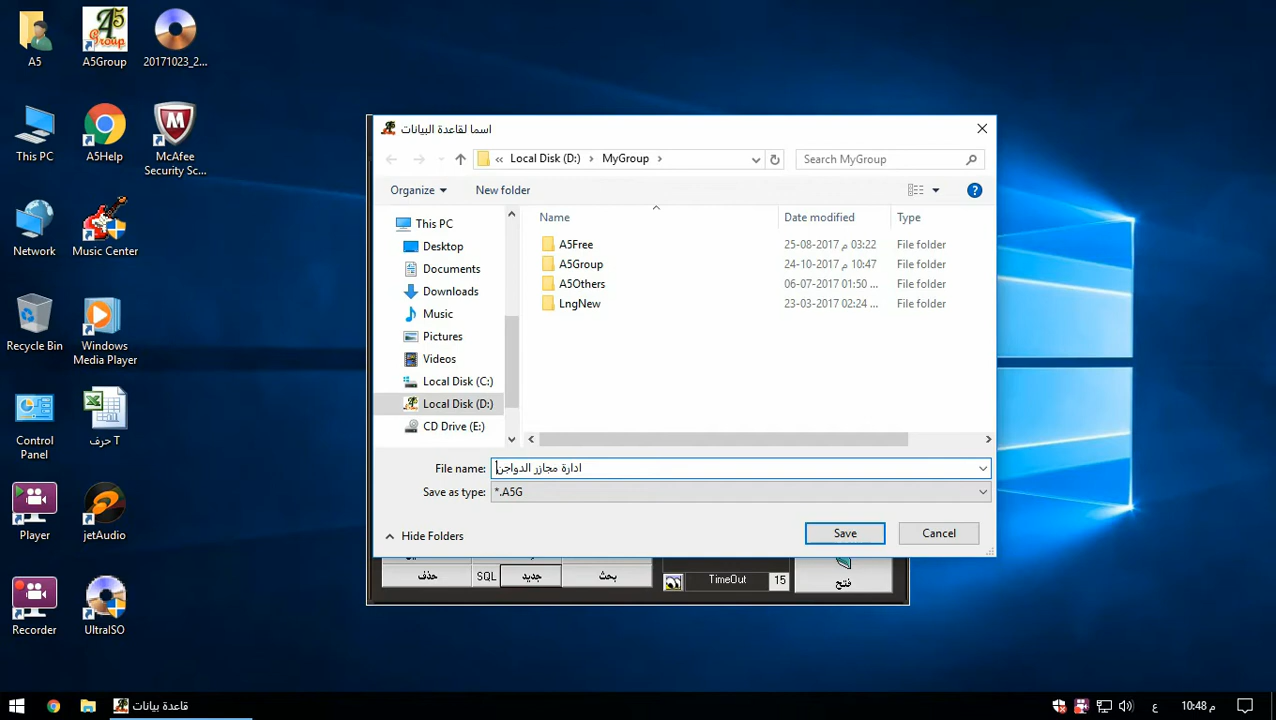 A5
A5Group
20171023_2...
This PC
A5Help
McAfee
Security Sc...
Network
Music Center
Recycle Bin
Windows
Media Player
Control
Panel
حرف T
Player
jetAudio
Recorder
UltraISO
اسما لقاعدة البيانات
« Local Disk (D:) › MyGroup ›
Search MyGroup
Organize
New folder
?
This PC
Desktop
Documents
Downloads
Music
Pictures
Videos
Local Disk (C:)
Local Disk (D:)
CD Drive (E:)
Name Date modified Type
A5Free 25-08-2017 م 03:22 File folder
A5Group 24-10-2017 م 10:47 File folder
A5Others 06-07-2017 01:50 ... File folder
LngNew 23-03-2017 02:24 ... File folder
File name: ادارة مجازر الدواجن
Save as type: *.A5G
Hide Folders
Save
Cancel
حذف
SQL
جديد
بحث
TimeOut 15
فتح
قاعدة بيانات
ع
10:48 م